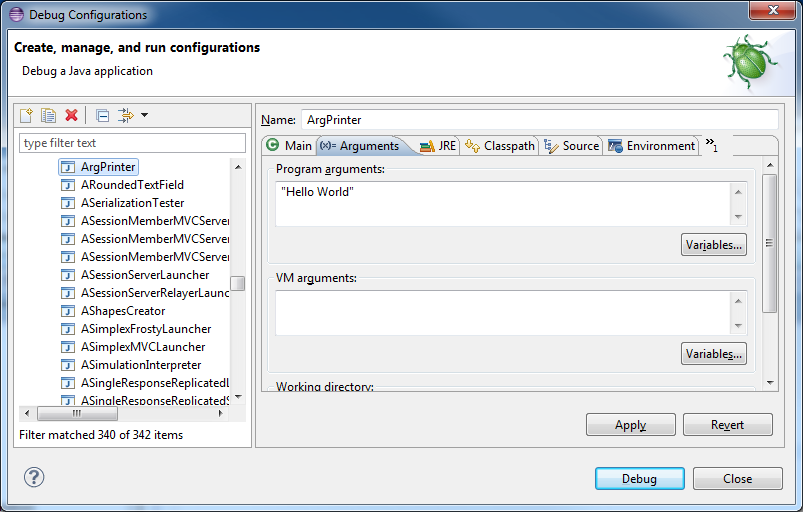 Debug Configurations
Create, manage, and run configurations
Debug a Java application
type filter text
ArgPrinter
ARoundedTextField
ASerializationTester
ASessionMemberMVCServer
ASessionMemberMVCServer
ASessionMemberMVCServer
ASessionServerLauncher
ASessionServerRelayerLaunc
AShapesCreator
ASimplexFrostyLauncher
ASimplexMVCLauncher
ASimulationInterpreter
ASingleResponseReplicatedL
ASingleResponseReplicatedS
Filter matched 340 of 342 items
Name: ArgPrinter
Main (x)= Arguments JRE Classpath Source Environment »1
Program arguments:
"Hello World"
Variables...
VM arguments:
Variables...
Working directory:
Apply Revert
? Debug Close